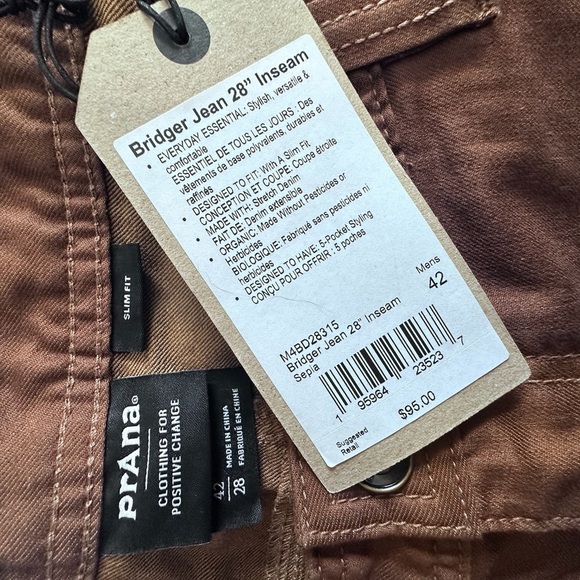 Bridger Jean 28" Inseam
• EVERYDAY ESSENTIAL: Stylish, versatile &
comfortable
ESSENTIEL DE TOUS LES JOURS : Des
vêtements de base polyvalents, durables et
raffinés
• DESIGNED TO FIT: With A Slim Fit
CONCEPTION ET COUPE: Coupe étroite
• MADE WITH: Stretch Denim
FAIT DE: Denim extensible
• ORGANIC: Made Without Pesticides or
Herbicides
BIOLOGIQUE: Fabriqué sans pesticides ni
herbicides
• DESIGNED TO HAVE: 5-Pocket Styling
CONÇU POUR OFFRIR : 5 poches
Mens
42
M4BD28315
Bridger Jean 28" Inseam
Sepia
1 95964 23523 7
Suggested
Retail
$95.00
SLIM FIT
prAna®
CLOTHING FOR
POSITIVE CHANGE
42
28
MADE IN CHINA
FABRIQUÉ EN CHINE